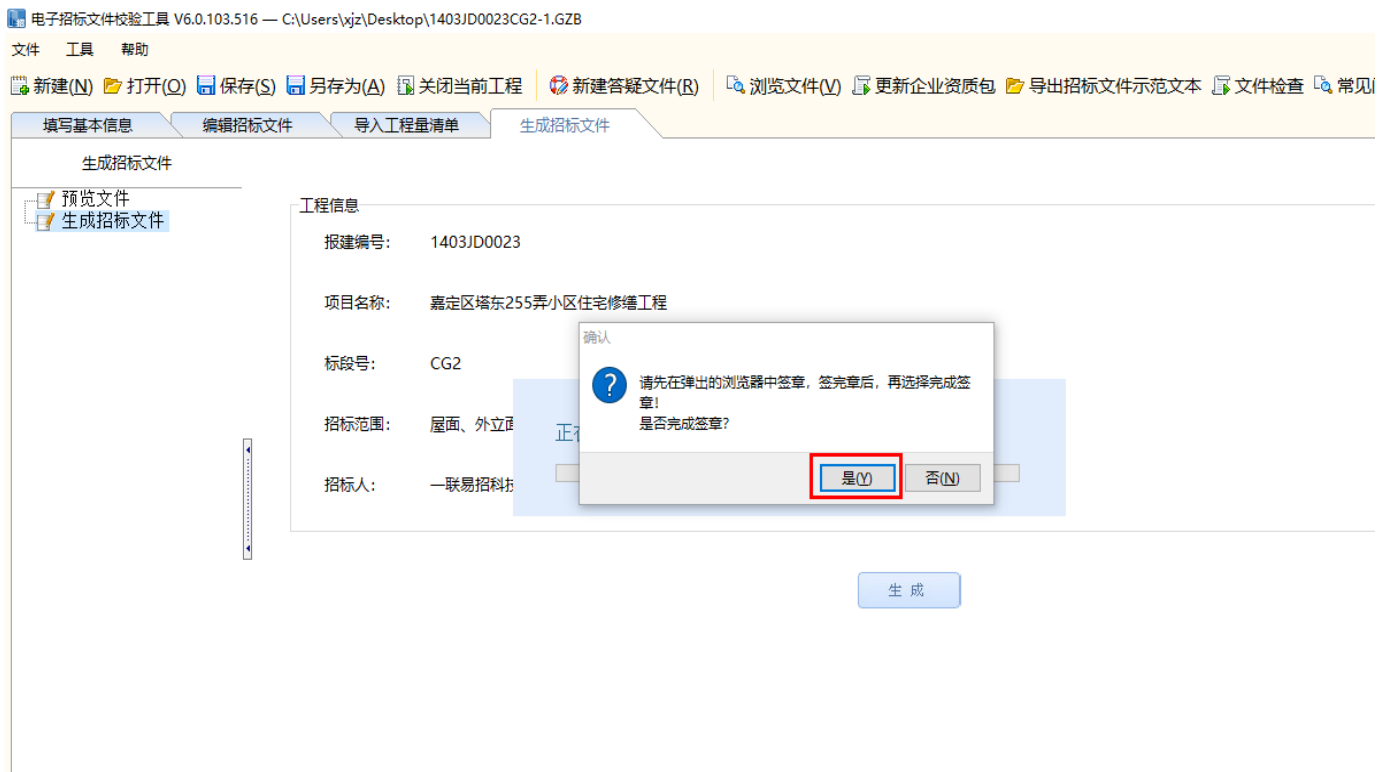 电子招标文件校验工具 V6.0.103.516 — C:\Users\xjz\Desktop\1403JD0023CG2-1.GZB
文件 工具 帮助
新建(N) 打开(O) 保存(S) 另存为(A) 关闭当前工程 新建答疑文件(R) 浏览文件(V) 更新企业资质包 导出招标文件示范文本 文件检查 常见
填写基本信息 编辑招标文件 导入工程量清单 生成招标文件
生成招标文件
预览文件
生成招标文件
工程信息
报建编号: 1403JD0023
项目名称: 嘉定区塔东255弄小区住宅修缮工程
标段号: CG2
招标范围: 屋面、外立面
招标人: 一联易招科技
正在
确认
请先在弹出的浏览器中签章，签完章后，再选择完成签
章!
是否完成签章?
是(Y) 否(N)
生 成